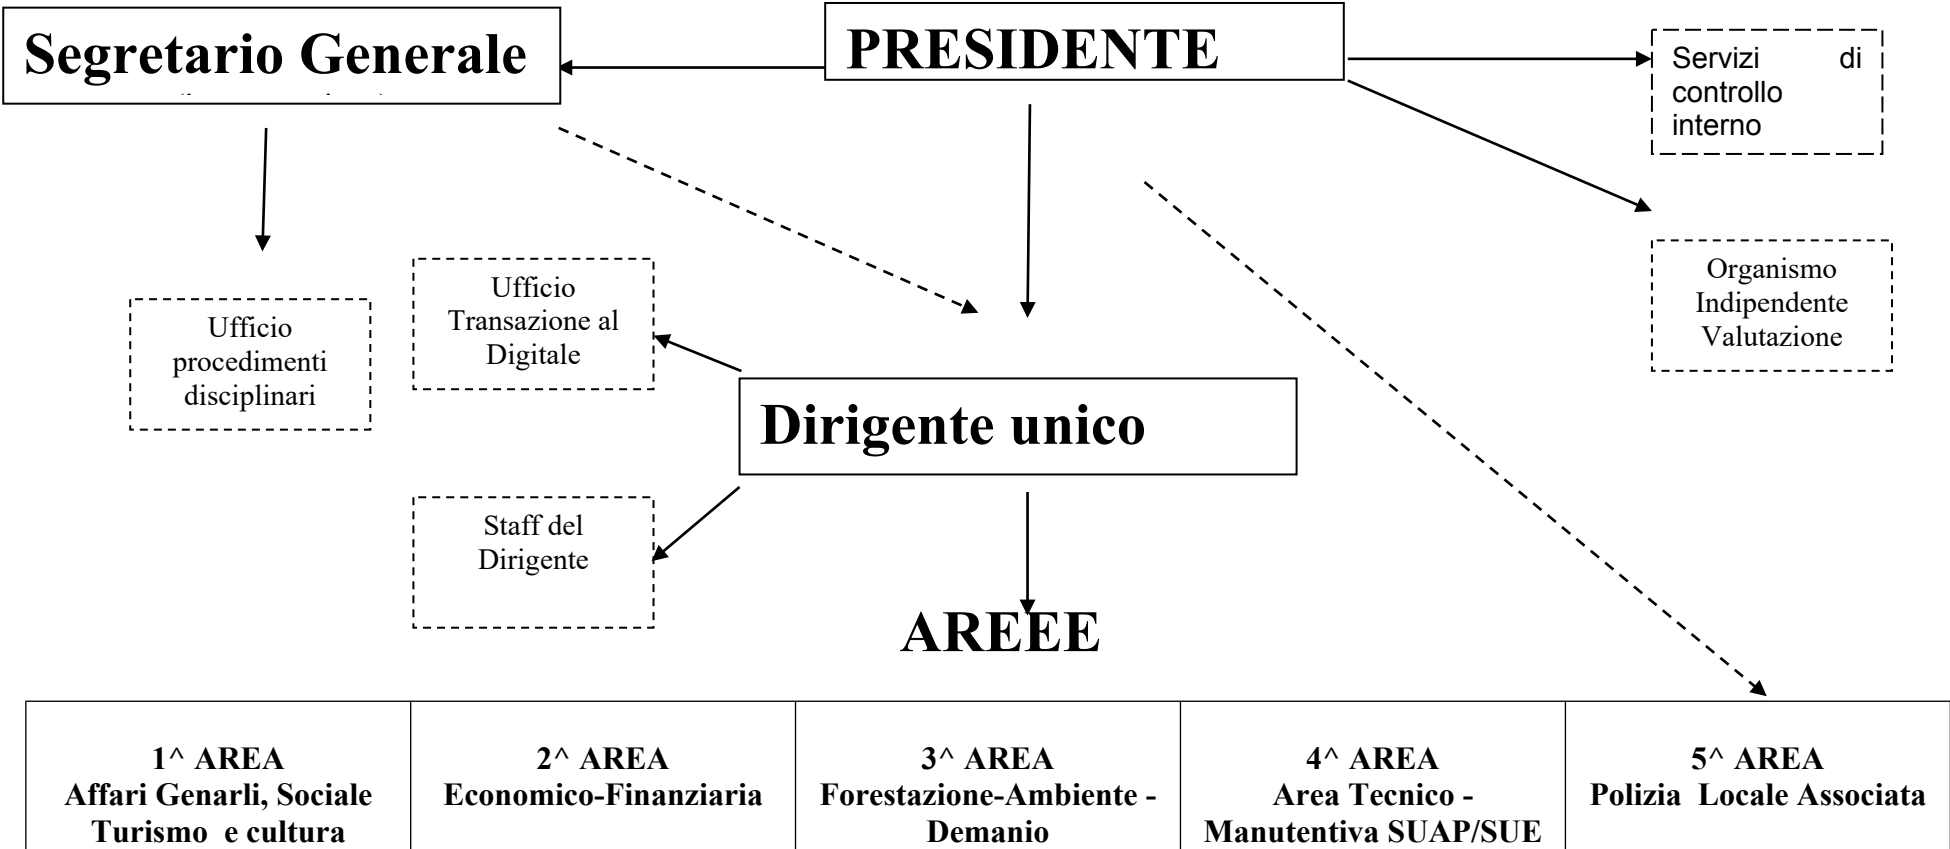 Segretario Generale
PRESIDENTE
Servizi di
controllo
interno
Organismo
Indipendente
Valutazione
Ufficio
Transazione al
Digitale
Ufficio
procedimenti
disciplinari
Dirigente unico
Staff del
Dirigente
AREEE
1^ AREA
Affari Genarli, Sociale
Turismo e cultura
2^ AREA
Economico-Finanziaria
3^ AREA
Forestazione-Ambiente -
Demanio
4^ AREA
Area Tecnico -
Manutentiva SUAP/SUE
5^ AREA
Polizia Locale Associata